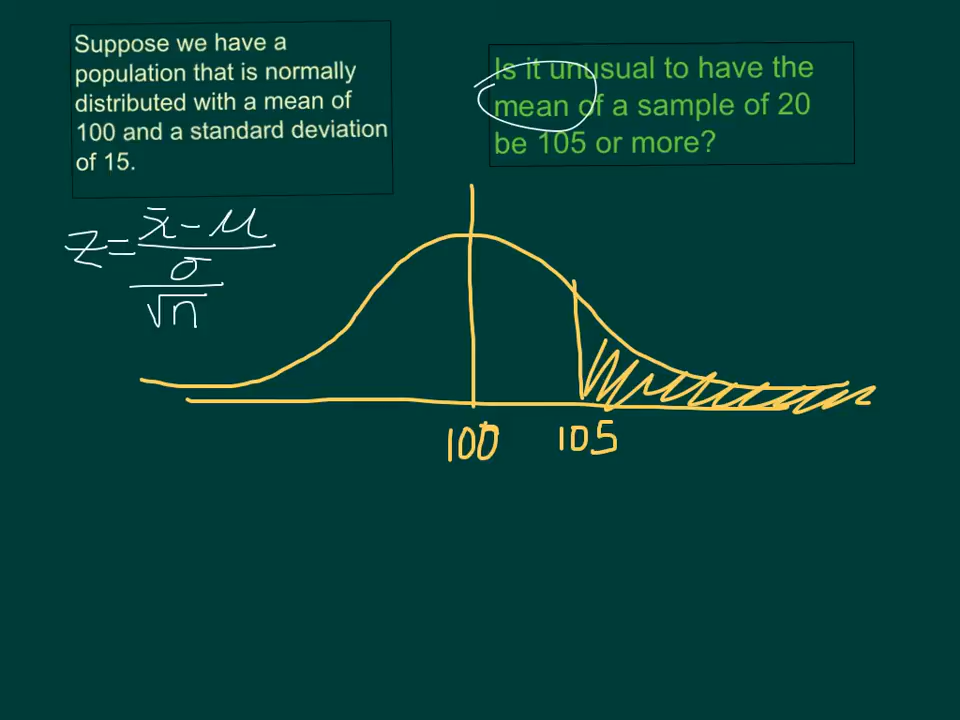 Suppose we have a
population that is normally
distributed with a mean of
100 and a standard deviation
of 15.
Is it unusual to have the
mean of a sample of 20
be 105 or more?
z = x̄ - μ
σ
√n
100 105